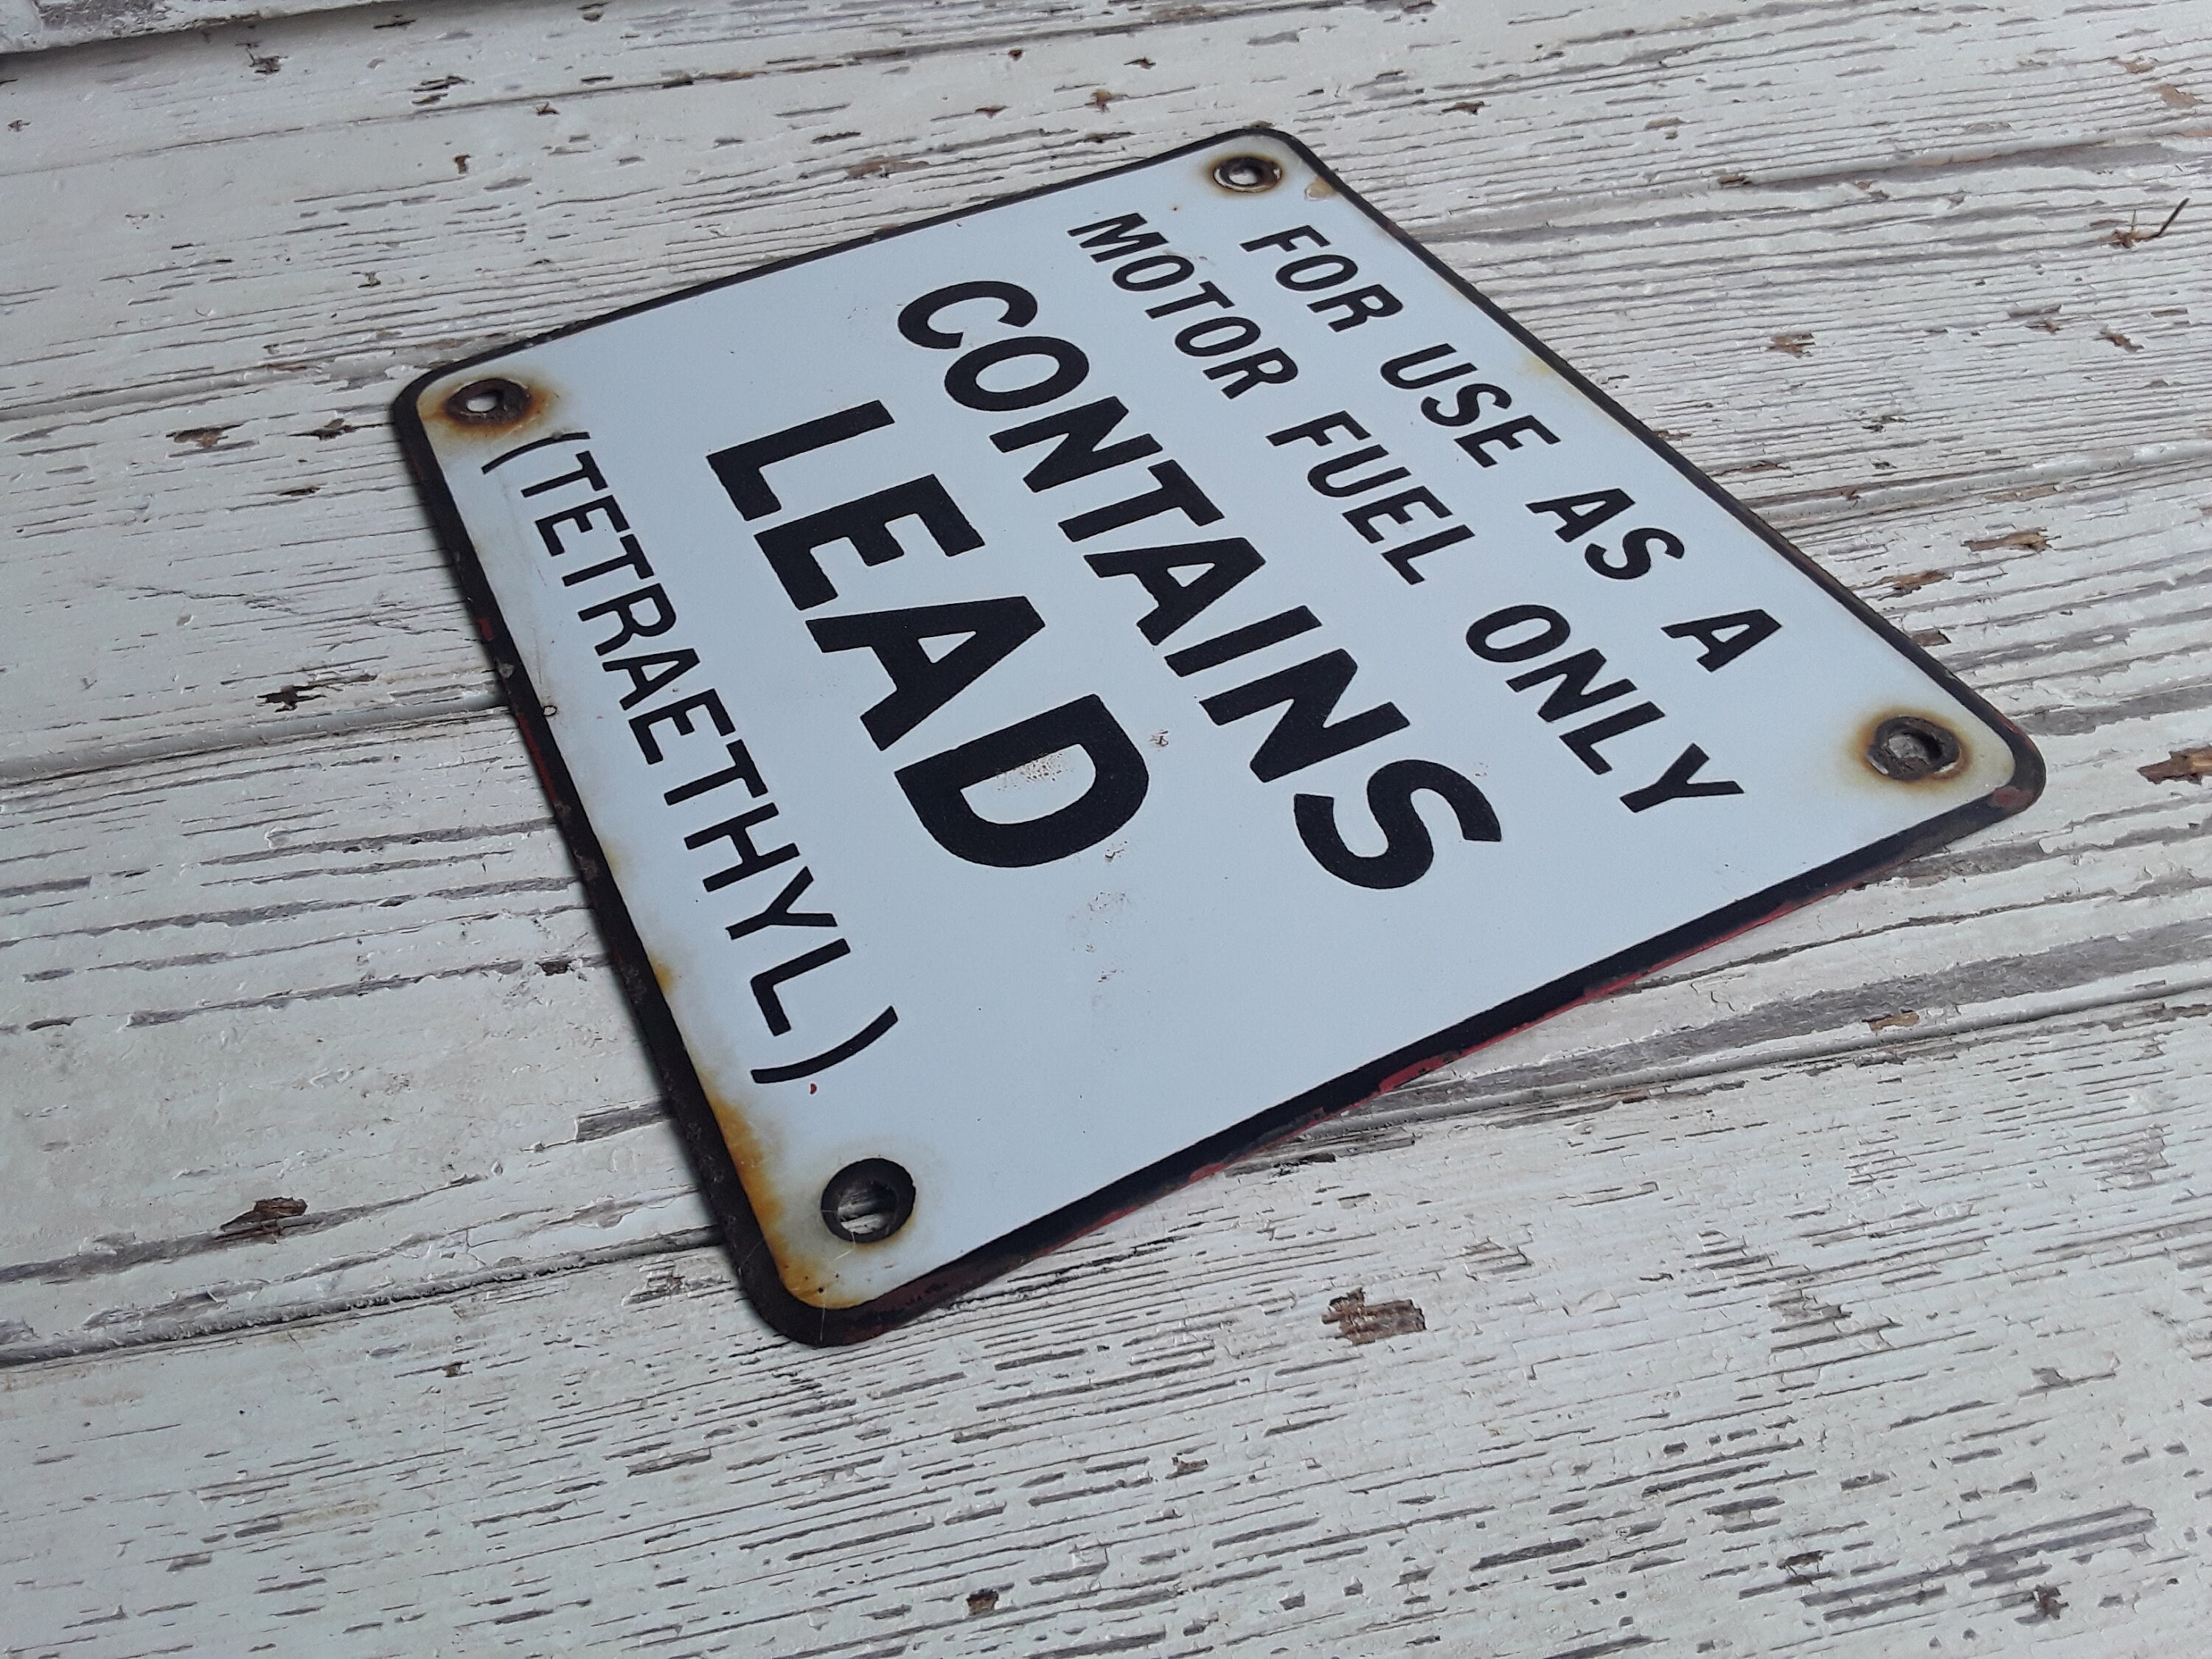 FOR USE AS A
MOTOR FUEL ONLY
CONTAINS
LEAD
(TETRAETHYL)